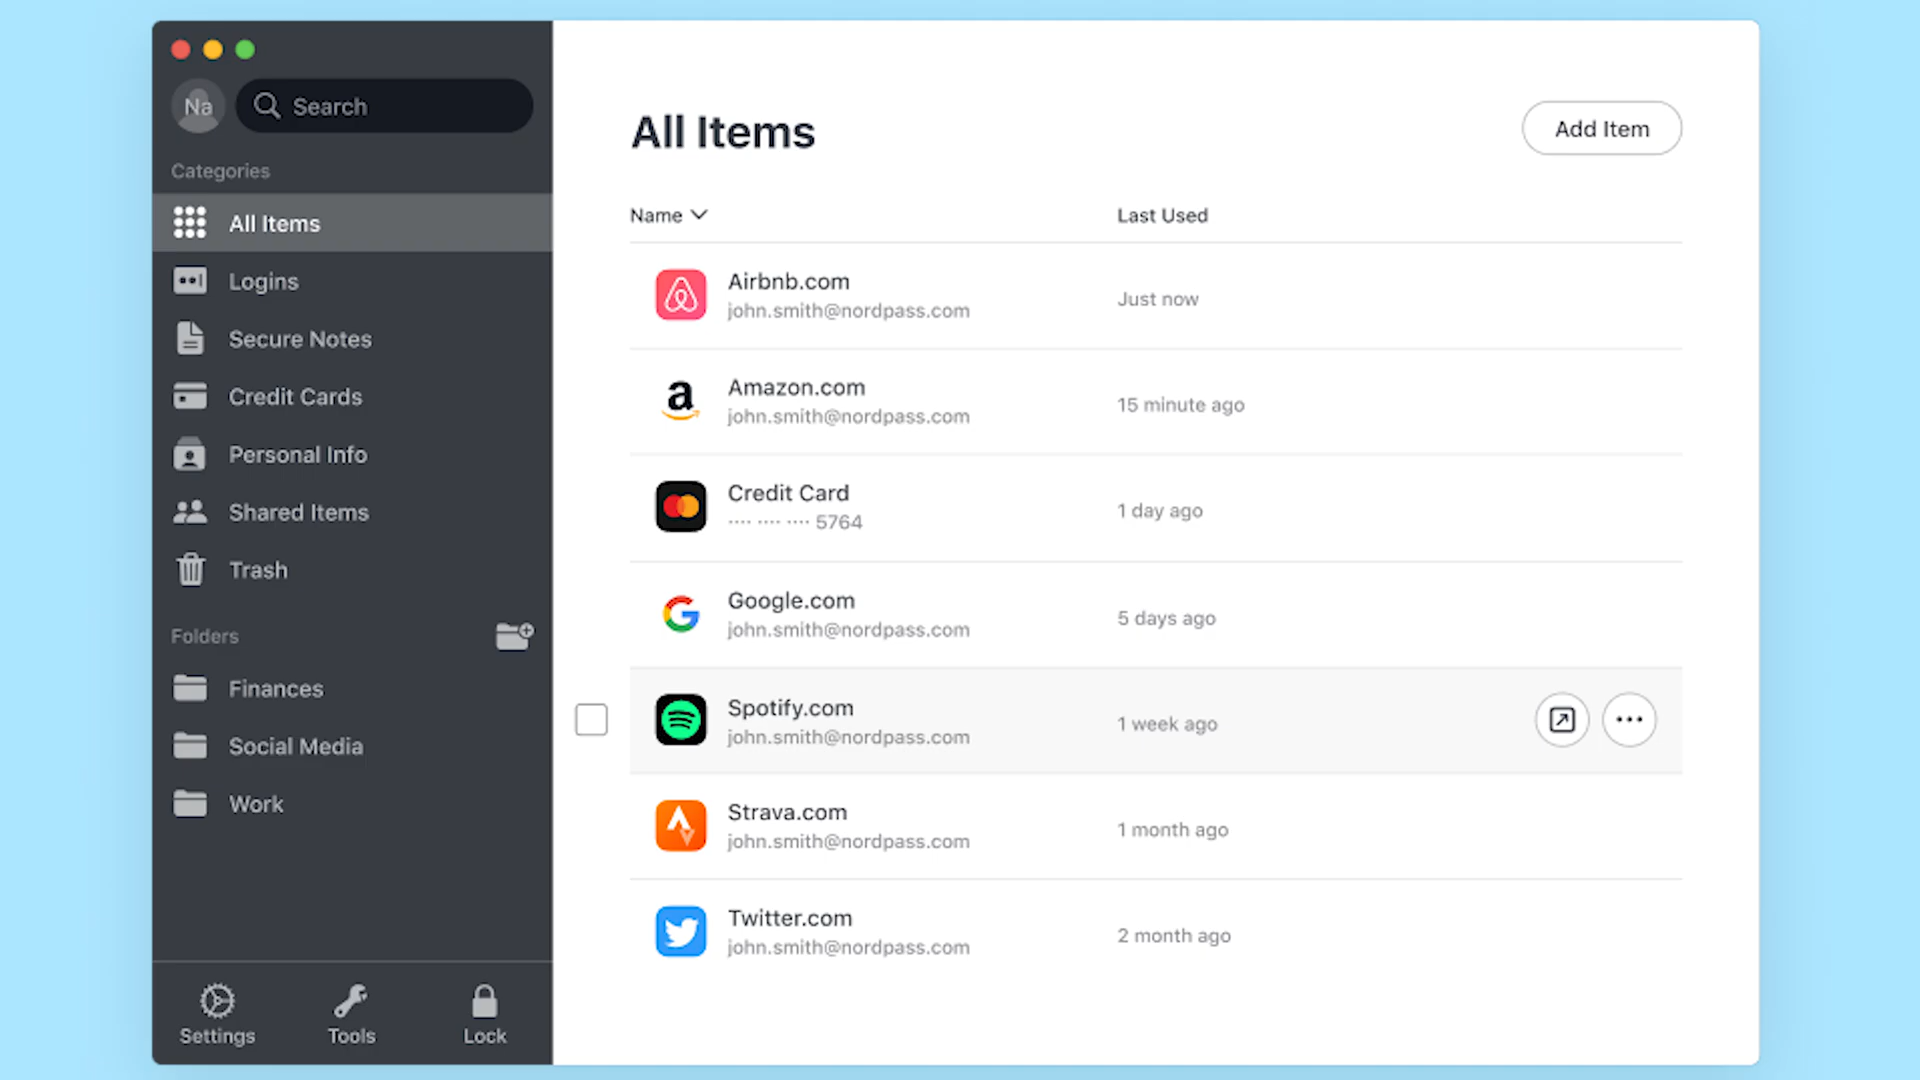 Na
Search
Categories
All Items
Logins
Secure Notes
Credit Cards
Personal Info
Shared Items
Trash
Folders
Finances
Social Media
Work
Settings
Tools
Lock
All Items
Add Item
Name
Last Used
Airbnb.com
john.smith@nordpass.com
Just now
a
Amazon.com
john.smith@nordpass.com
15 minute ago
Credit Card
···· ···· ···· 5764
1 day ago
G
Google.com
john.smith@nordpass.com
5 days ago
Spotify.com
john.smith@nordpass.com
1 week ago
Strava.com
john.smith@nordpass.com
1 month ago
Twitter.com
john.smith@nordpass.com
2 month ago